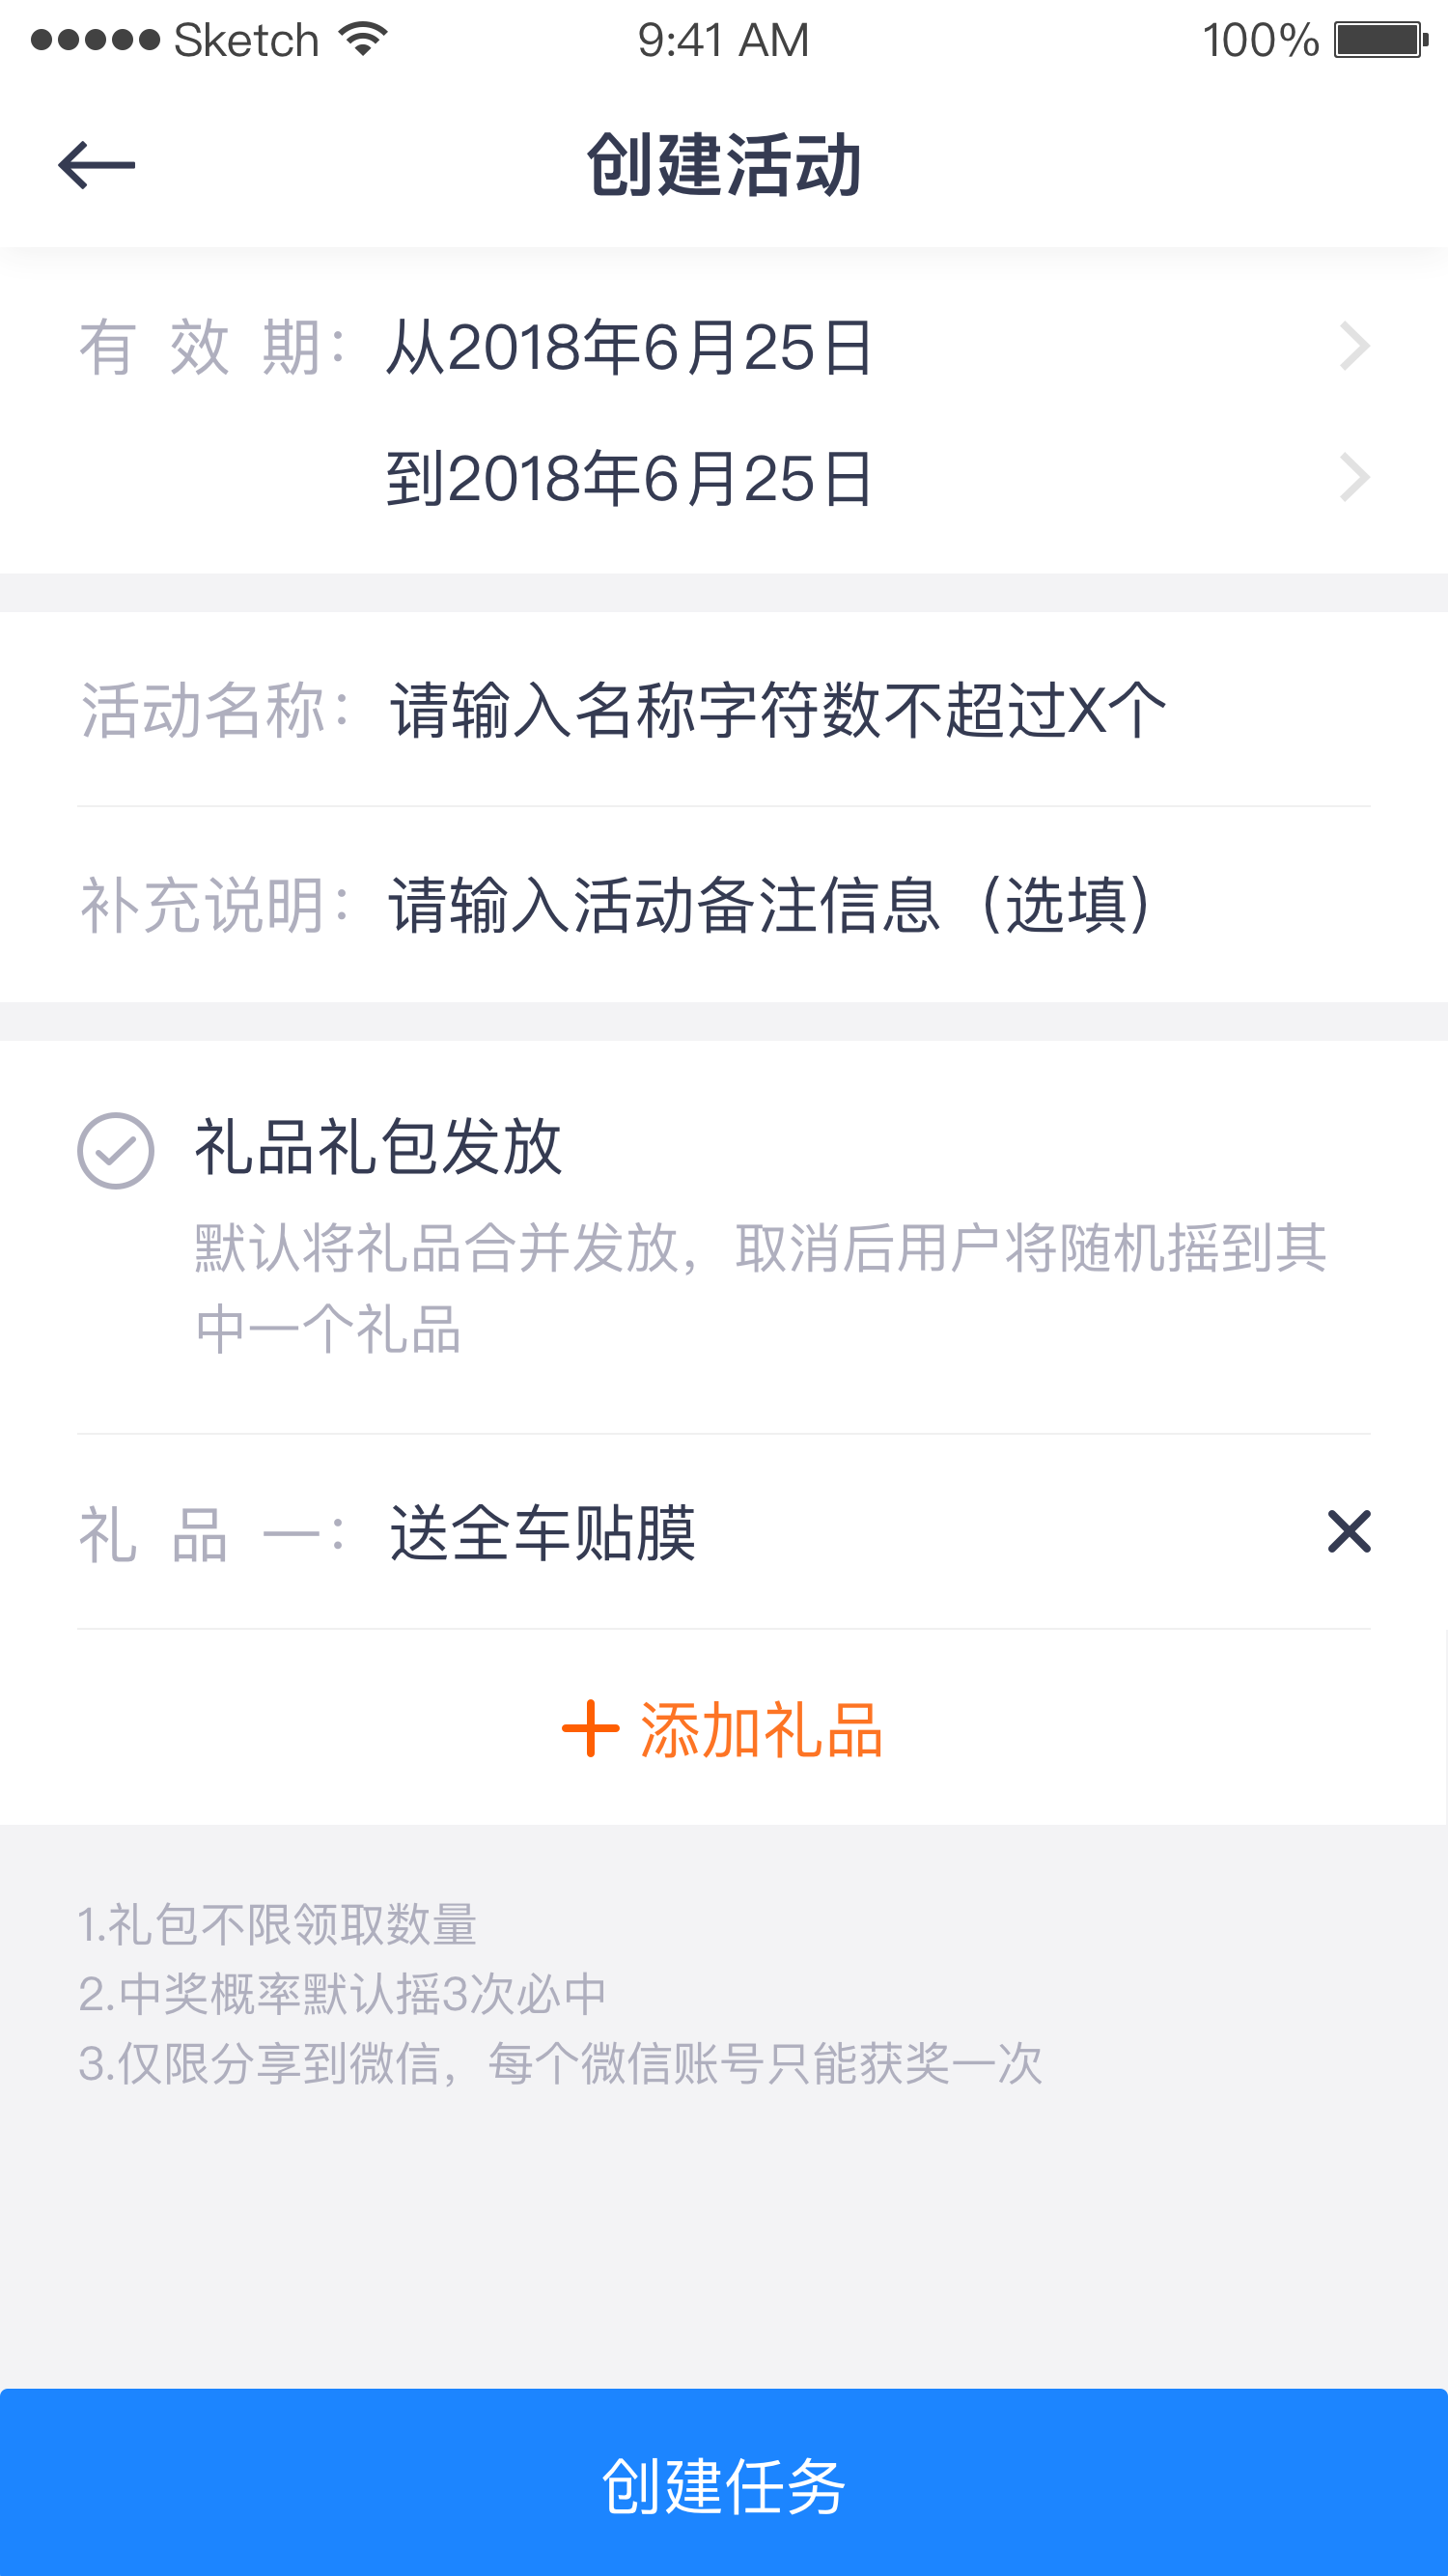 Sketch 9:41 AM 100%
创建活动
有 效 期： 从2018年6月25日
到2018年6月25日
活动名称： 请输入名称字符数不超过X个
补充说明： 请输入活动备注信息（选填）
礼品礼包发放
默认将礼品合并发放，取消后用户将随机摇到其
中一个礼品
礼 品 一： 送全车贴膜
添加礼品
1.礼包不限领取数量
2.中奖概率默认摇3次必中
3.仅限分享到微信，每个微信账号只能获奖一次
创建任务